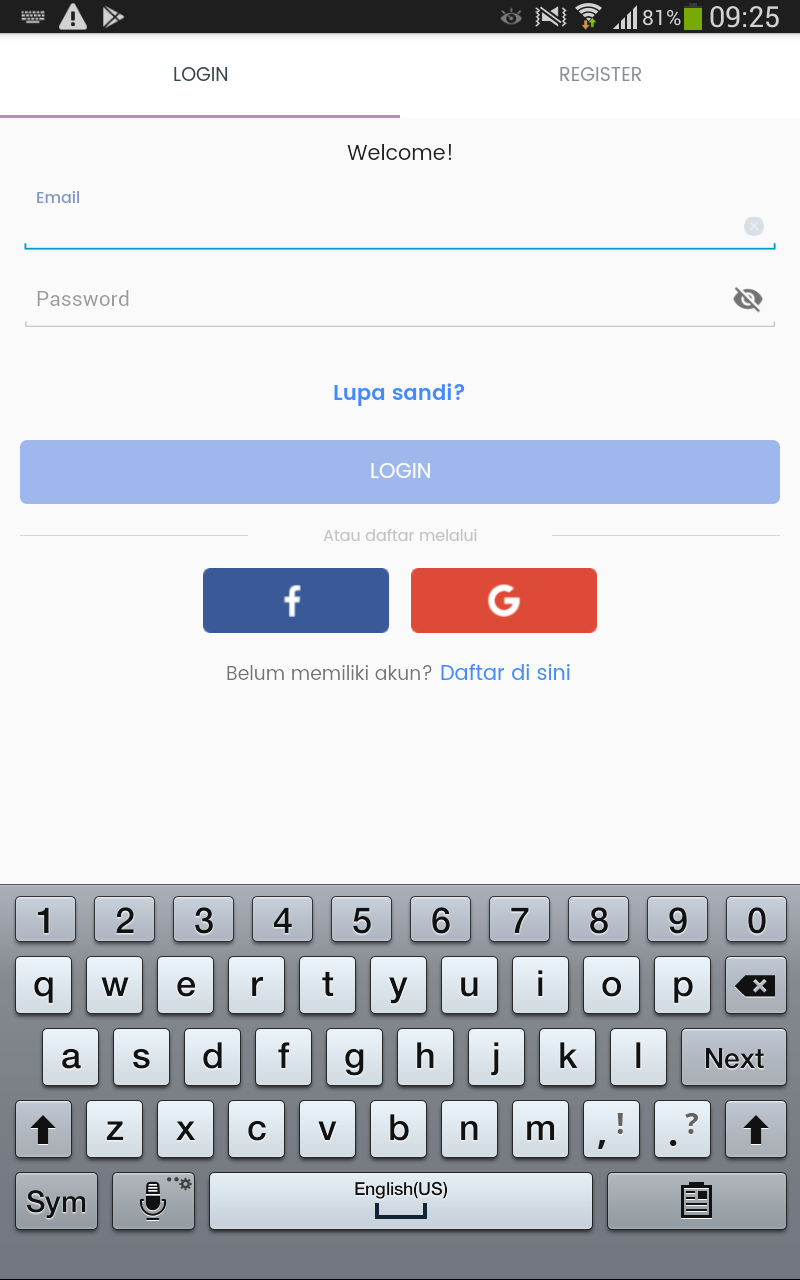 81% 09:25
LOGIN REGISTER
Welcome!
Email
Password
Lupa sandi?
LOGIN
Atau daftar melalui
f G
Belum memiliki akun? Daftar di sini
1 2 3 4 5 6 7 8 9 0
q w e r t y u i o p
a s d f g h j k l Next
z x c v b n m , ! . ?
Sym English(US)